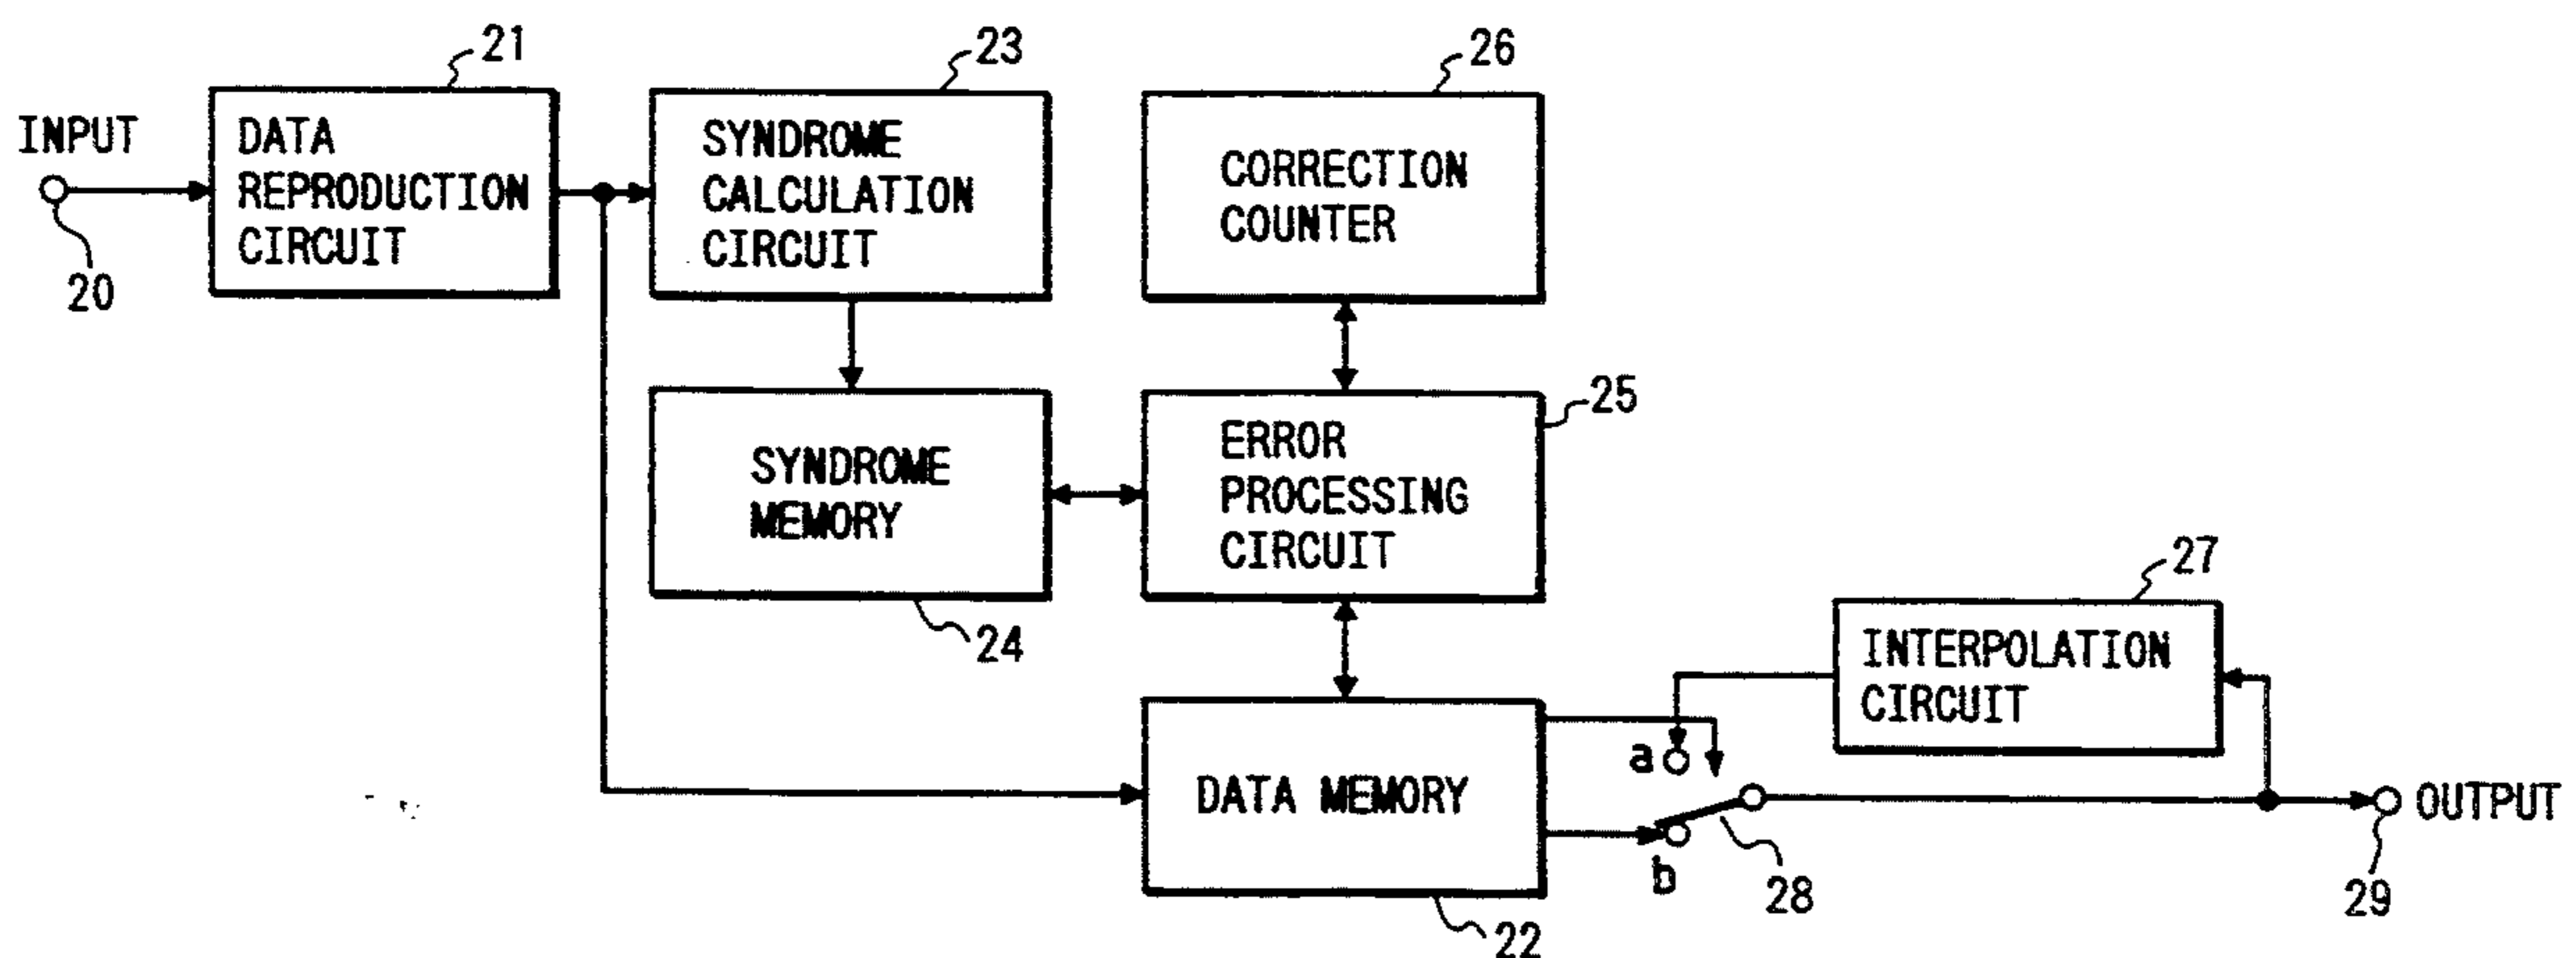 21
23
26
INPUT
DATA
REPRODUCTION
CIRCUIT
SYNDROME
CALCULATION
CIRCUIT
CORRECTION
COUNTER
20
25
SYNDROME
MEMORY
ERROR
PROCESSING
CIRCUIT
24
27
INTERPOLATION
CIRCUIT
a
DATA MEMORY
OUTPUT
b
28
29
22